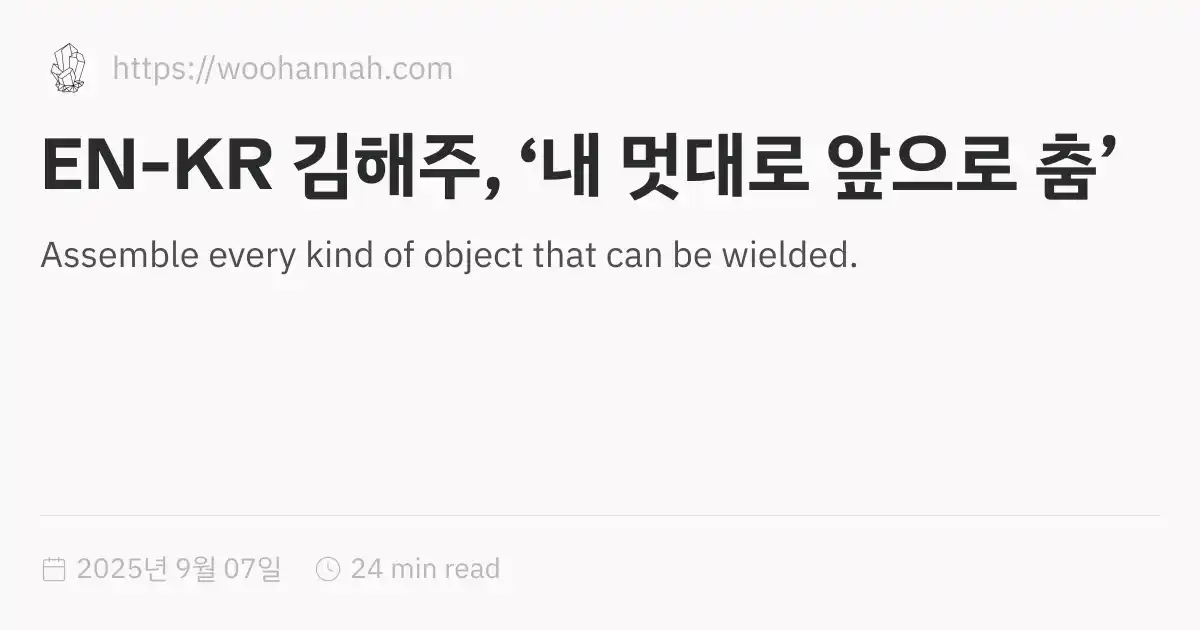 https://woohannah.com
EN-KR 김해주, ‘내 멋대로 앞으로 춤’
Assemble every kind of object that can be wielded.
2025년 9월 07일 24 min read